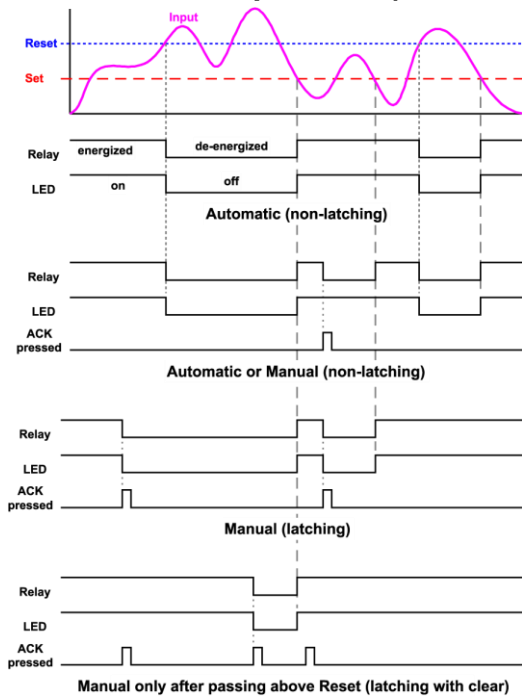 Input
Reset
Set
Relay energized de-energized
LED on off
Automatic (non-latching)
Relay
LED
ACK
pressed
Automatic or Manual (non-latching)
Relay
LED
ACK
pressed
Manual (latching)
Relay
LED
ACK
pressed
Manual only after passing above Reset (latching with clear)